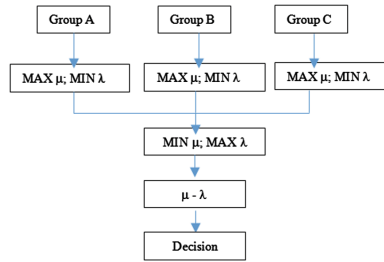 Group A
Group B
Group C
MAX μ; MIN λ
MAX μ; MIN λ
MAX μ; MIN λ
MIN μ; MAX λ
μ - λ
Decision